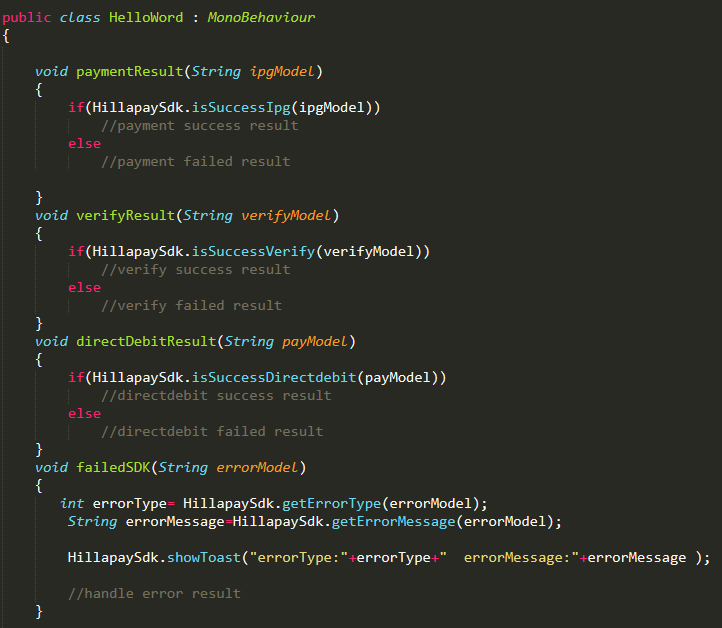 public class HelloWord : MonoBehaviour
{
void paymentResult(String ipgModel)
{
if(HillapaySdk.isSuccessIpg(ipgModel))
//payment success result
else
//payment failed result
}
void verifyResult(String verifyModel)
{
if(HillapaySdk.isSuccessVerify(verifyModel))
//verify success result
else
//verify failed result
}
void directDebitResult(String payModel)
{
if(HillapaySdk.isSuccessDirectdebit(payModel))
//directdebit success result
else
//directdebit failed result
}
void failedSDK(String errorModel)
{
int errorType= HillapaySdk.getErrorType(errorModel);
String errorMessage=HillapaySdk.getErrorMessage(errorModel);
HillapaySdk.showToast("errorType:"+errorType+"  errorMessage:"+errorMessage );
//handle error result
}